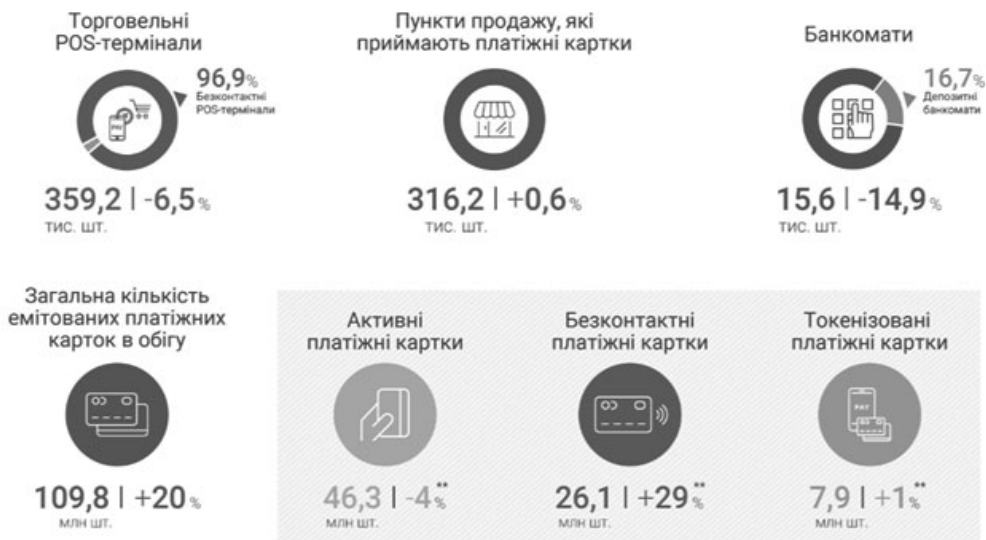 Торговельні
POS-термінали
96,9%
Безконтактні
POS-термінали
359,2 | -6,5%
тис. шт.
Пункти продажу, які
приймають платіжні картки
316,2 | +0,6%
тис. шт.
Банкомати
16,7%
Депозитні
банкомати
15,6 | -14,9%
тис. шт.
Загальна кількість
емітованих платіжних
карток в обігу
109,8 | +20%
млн шт.
Активні
платіжні картки
46,3 | -4%**
млн шт.
Безконтактні
платіжні картки
26,1 | +29%**
млн шт.
Токенізовані
платіжні картки
PAY
7,9 | +1%**
млн шт.